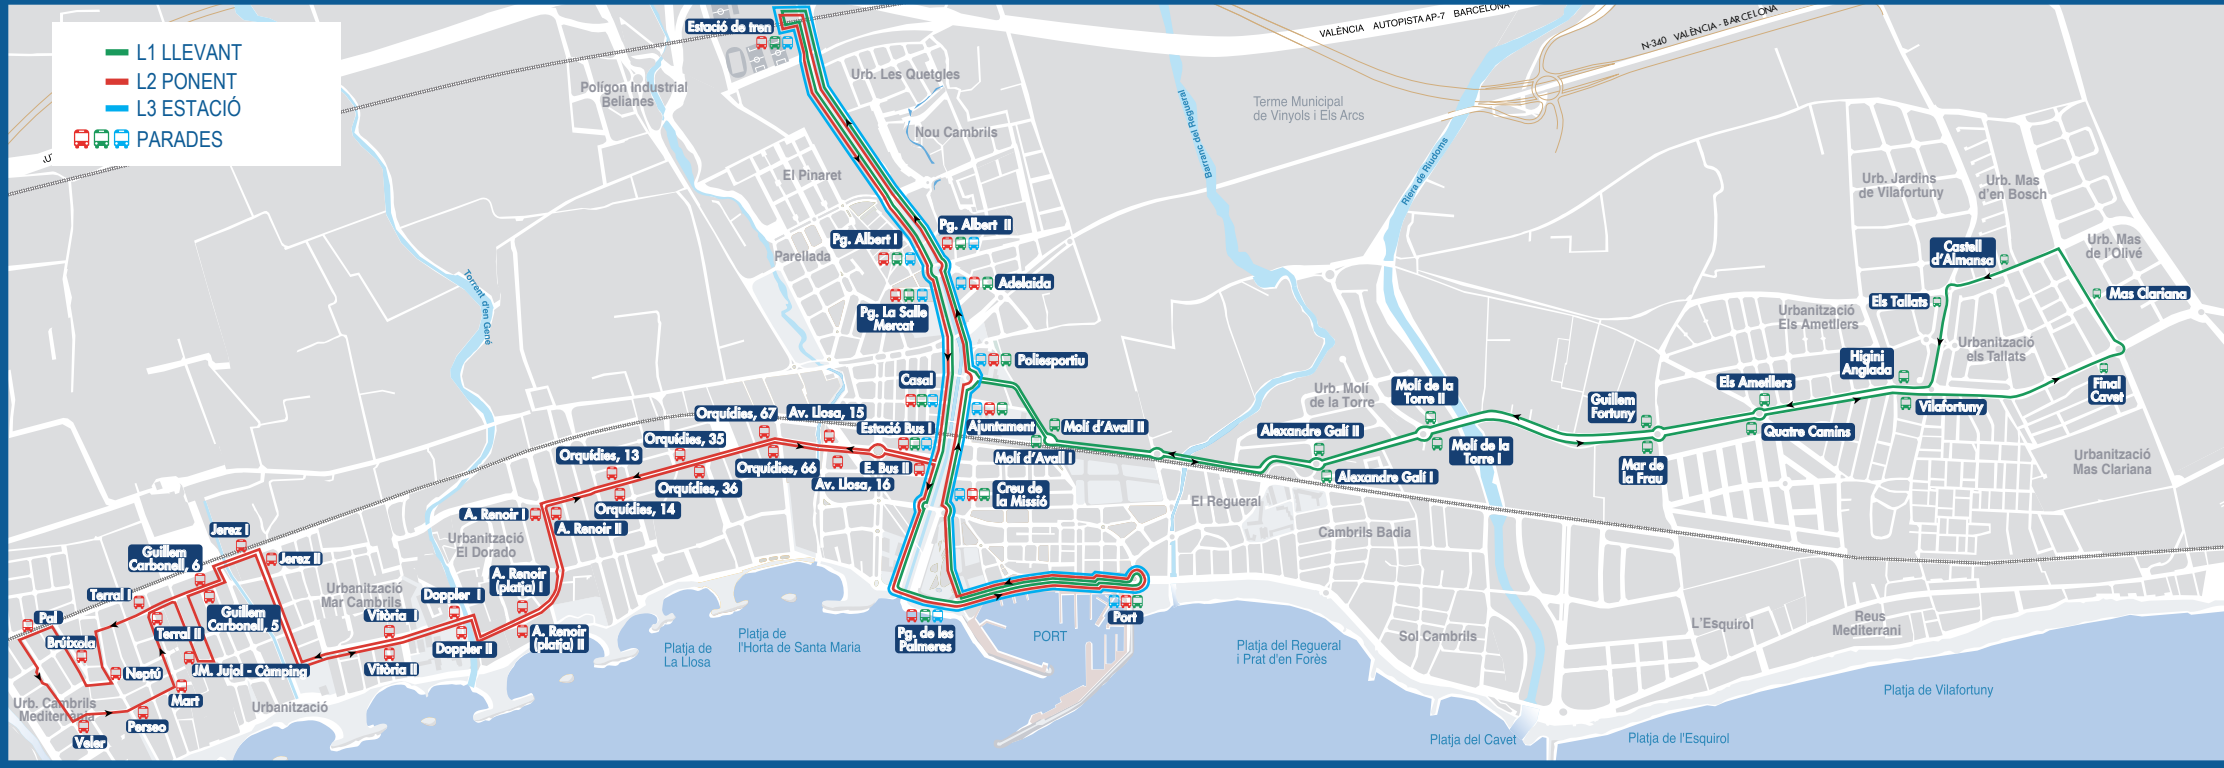 L1 LLEVANT
L2 PONENT
L3 ESTACIÓ
PARADES
Estació de tren
VALÈNCIA AUTOPISTA AP-7 BARCELONA
N-340 VALÈNCIA - BARCELONA
Polígon Industrial
Bellanes
Urb. Les Quetgles
Nou Cambrils
Terme Municipal
de Vinyols i Els Arcs
Barranc del Regueral
Riera de Riudoms
El Pinaret
Parellada
Torrent d'en Gené
Urb. Jardins
de Vilafortuny
Urb. Mas
d'en Bosch
Urb. Mas
de l'Olivé
Pg. Albert I
Pg. Albert II
Adelaida
Pg. La Salle
Mercat
Poliesportiu
Casal
Castell
d'Almansa
Els Tallats
Mas Clariana
Urbanització
Els Ametllers
Urbanització
els Tallats
Higini
Anglada
Vilafortuny
Final
Cavet
Els Ametllers
Quatre Camins
Guillem
Fortuny
Mar de
la Frau
Urb. Molí
de la Torre
Molí de la
Torre II
Molí de la
Torre I
Alexandre Galí II
Alexandre Galí I
Urbanització
Mas Clariana
Ajuntament
Molí d'Avall II
Molí d'Avall I
Estació Bus I
E. Bus II
Creu de
la Missió
Av. Llosa, 15
Av. Llosa, 16
Orquídies, 67
Orquídies, 66
Orquídies, 35
Orquídies, 36
Orquídies, 13
Orquídies, 14
A. Renoir I
A. Renoir II
Urbanització
El Dorado
A. Renoir
(platja) I
A. Renoir
(platja) II
Doppler I
Doppler II
Urbanització
Mar Cambrils
Vitòria I
Vitòria II
Jerez I
Jerez II
Guillem
Carbonell, 6
Guillem
Carbonell, 5
Terral I
Terral II
Pal
Brúixola
Neptú
JM. Jujol - Càmping
Mart
Perseo
Veler
Urb. Cambrils
Mediterrània
Urbanització
El Regueral
Cambrils Badia
Sol Cambrils
L'Esquirol
Reus
Mediterrani
Pg. de les
Palmeres
Port
PORT
Platja de
La Llosa
Platja de
l'Horta de Santa Maria
Platja del Regueral
i Prat d'en Forès
Platja del Cavet
Platja de l'Esquirol
Platja de Vilafortuny